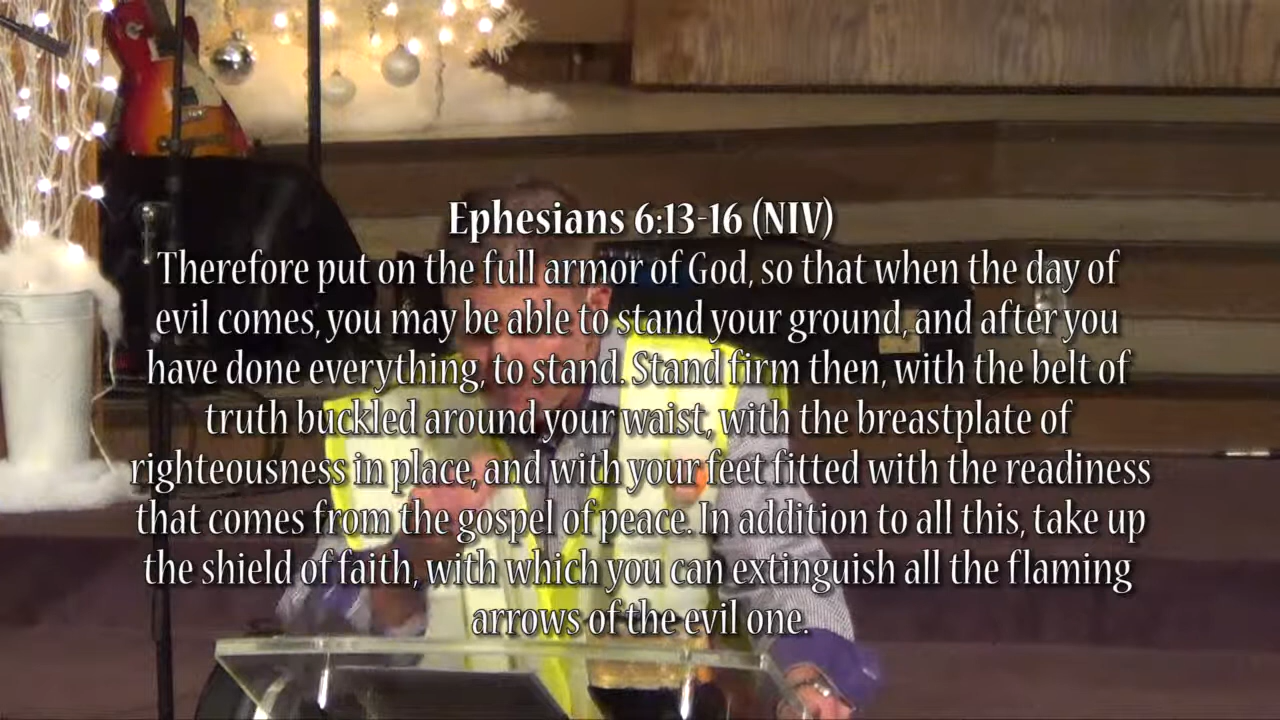 Ephesians 6:13-16 (NIV)
Therefore put on the full armor of God, so that when the day of
evil comes, you may be able to stand your ground, and after you
have done everything, to stand. Stand firm then, with the belt of
truth buckled around your waist, with the breastplate of
righteousness in place, and with your feet fitted with the readiness
that comes from the gospel of peace. In addition to all this, take up
the shield of faith, with which you can extinguish all the flaming
arrows of the evil one.